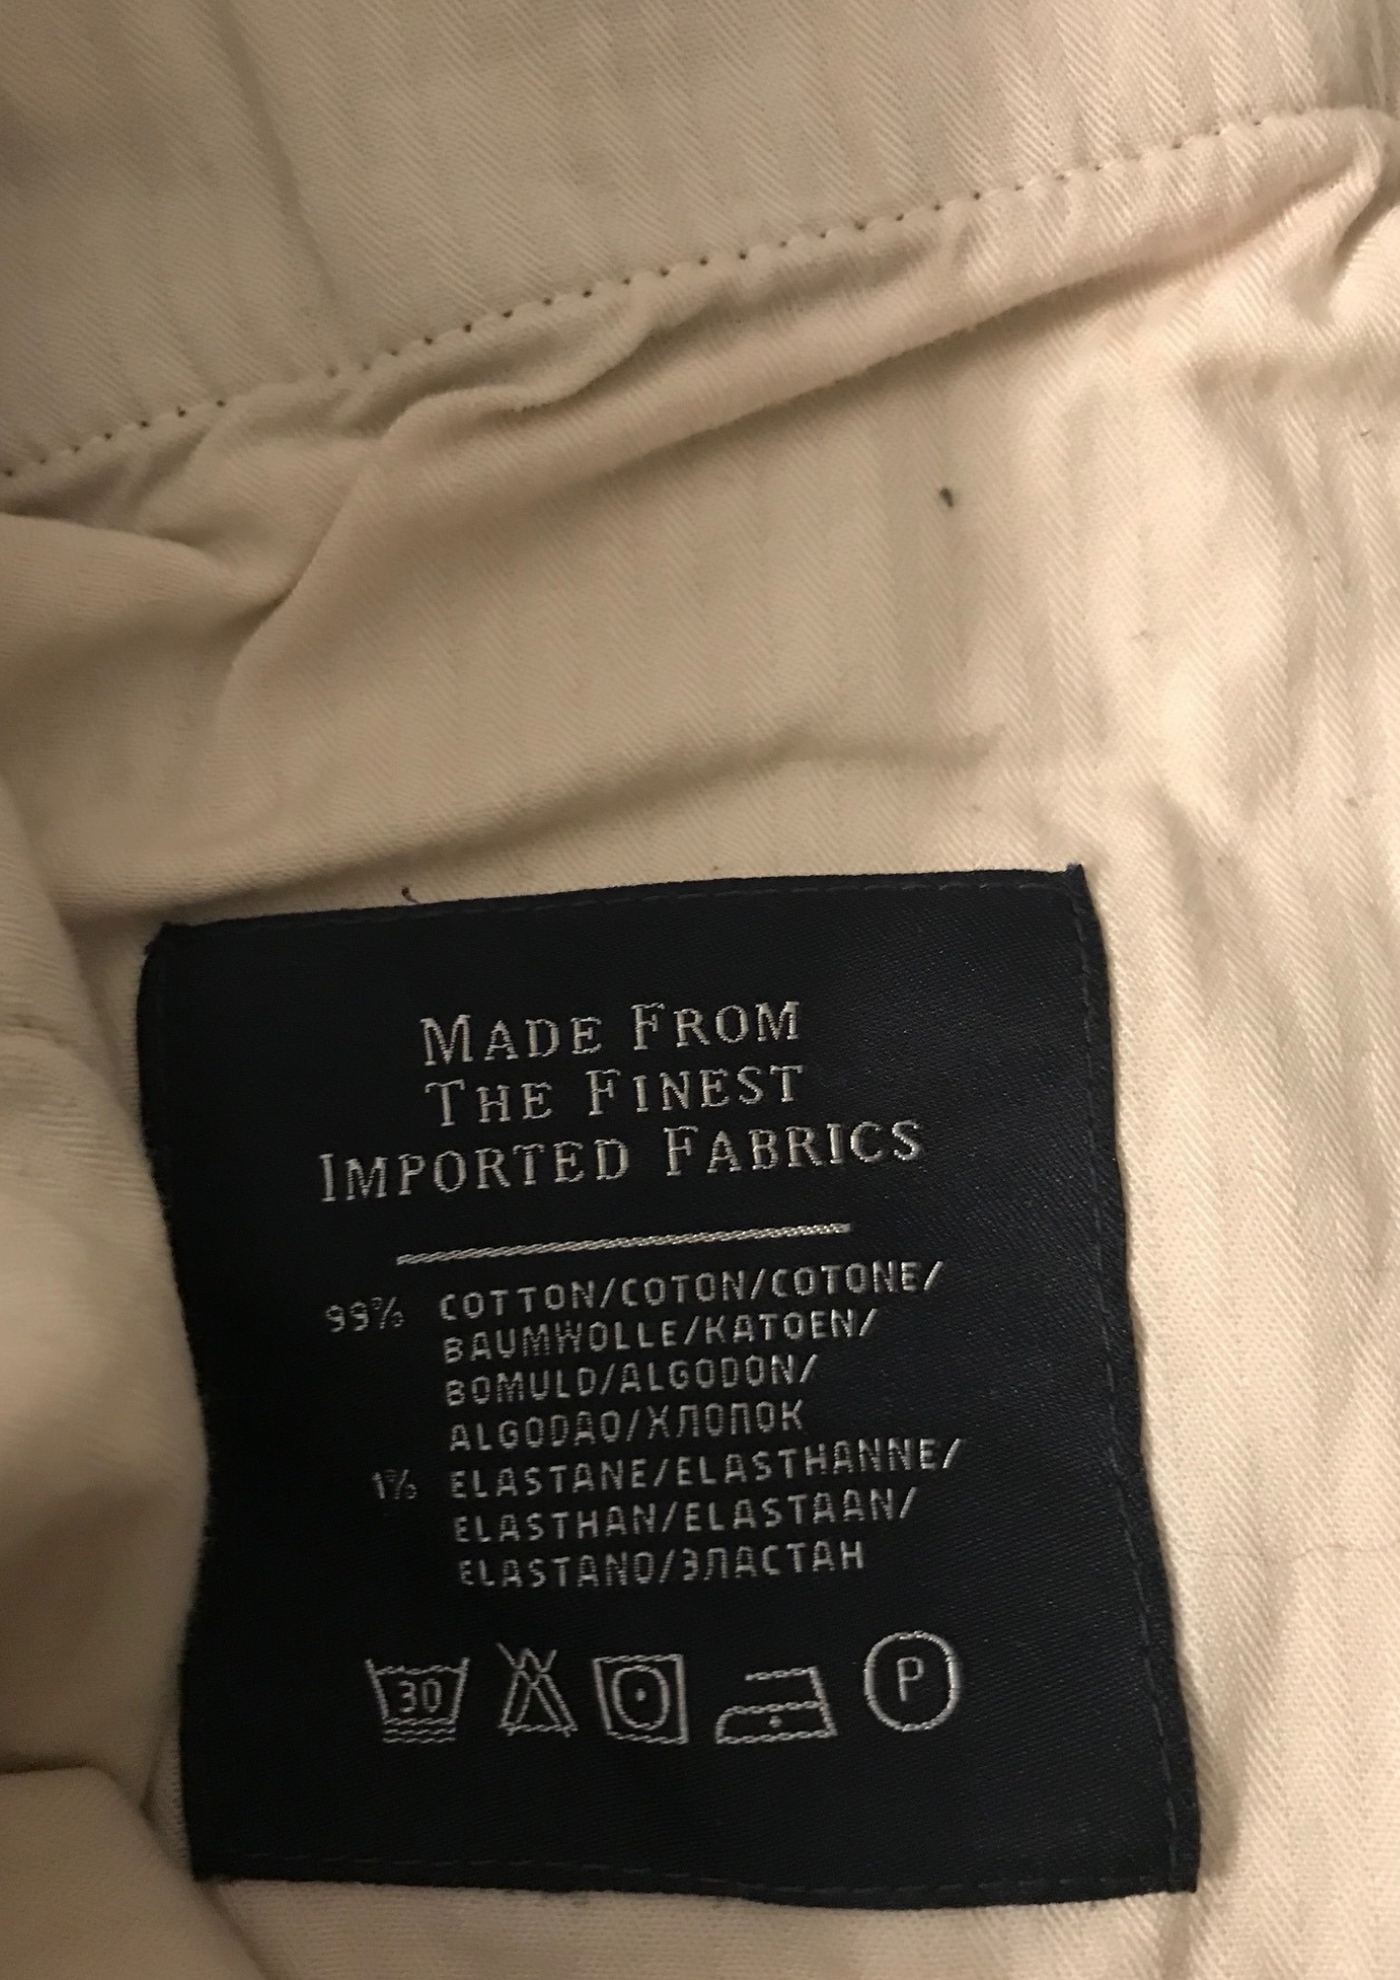 MADE FROM
THE FINEST
IMPORTED FABRICS
99% COTTON/COTON/COTONE/
BAUMWOLLE/KATOEN/
BOMULD/ALGODON/
ALGODAO/ХЛОПОК
1% ELASTANE/ELASTHANNE/
ELASTHAN/ELASTAAN/
ELASTANO/ЭЛАСТАН
30 P